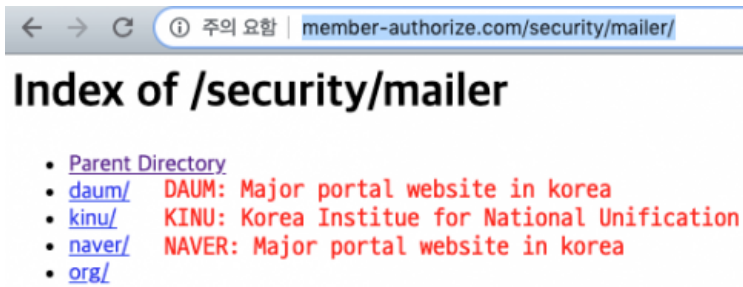 주의 요함 member-authorize.com/security/mailer/
Index of /security/mailer
Parent Directory
daum/ DAUM: Major portal website in korea
kinu/ KINU: Korea Institue for National Unification
naver/ NAVER: Major portal website in korea
org/